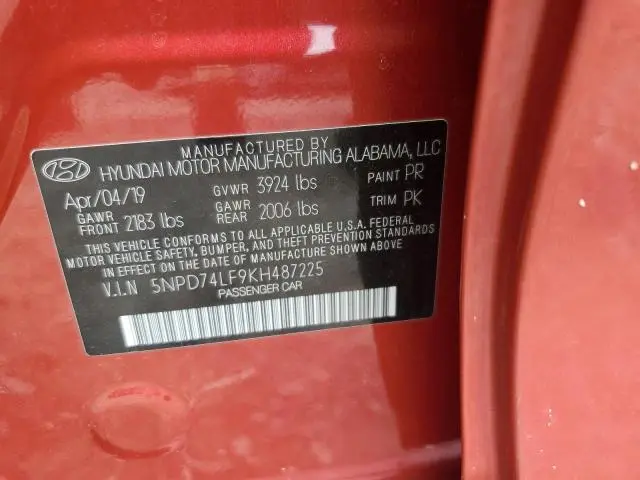 MANUFACTURED BY
HYUNDAI MOTOR MANUFACTURING ALABAMA, LLC
Apr/04/19 GVWR 3924 lbs PAINT PR
GAWR FRONT 2183 lbs GAWR REAR 2006 lbs TRIM PK
THIS VEHICLE CONFORMS TO ALL APPLICABLE U.S.A. FEDERAL
MOTOR VEHICLE SAFETY, BUMPER, AND THEFT PREVENTION STANDARDS
IN EFFECT ON THE DATE OF MANUFACTURE SHOWN ABOVE.
V.I.N 5NPD74LF9KH487225
PASSENGER CAR